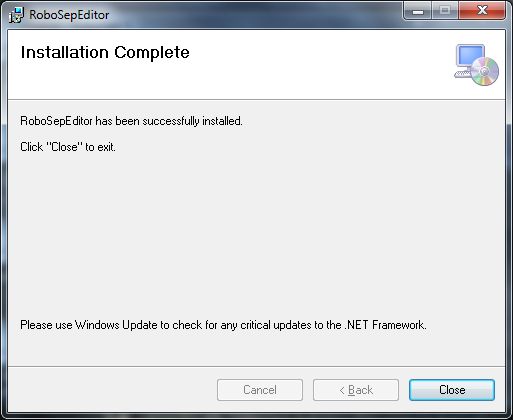 RoboSepEditor
Installation Complete
RoboSepEditor has been successfully installed.
Click "Close" to exit.
Please use Windows Update to check for any critical updates to the .NET Framework.
Cancel
< Back
Close